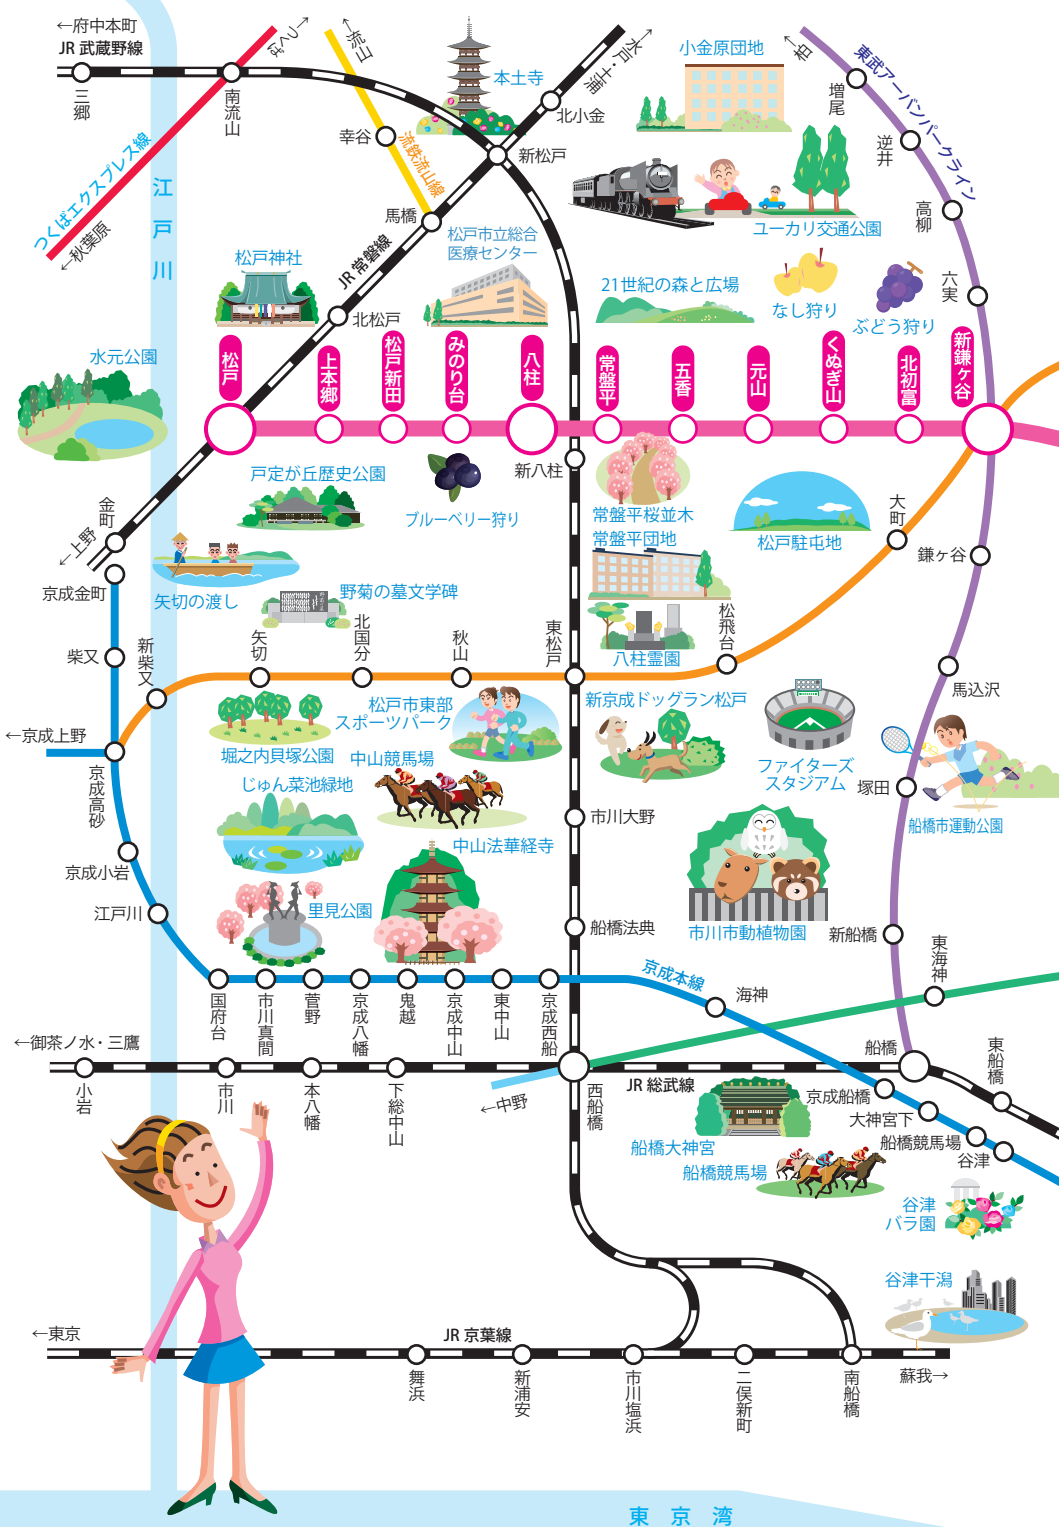 ←府中本町
JR 武蔵野線
三郷
南流山
つくば→
←流山
幸谷
流鉄流山線
馬橋
本土寺
水戸・土浦→
北小金
新松戸
小金原団地
←柏
東武アーバンパークライン
増尾
逆井
高柳
六実
つくばエクスプレス線
←秋葉原
江戸川
松戸神社
JR 常磐線
北松戸
松戸市立総合
医療センター
ユーカリ交通公園
21世紀の森と広場
なし狩り
ぶどう狩り
水元公園
松戸
上本郷
松戸新田
みのり台
八柱
常盤平
五香
元山
くぬぎ山
北初富
新鎌ヶ谷
新八柱
戸定が丘歴史公園
ブルーベリー狩り
常盤平桜並木
常盤平団地
松戸駐屯地
大町
鎌ヶ谷
金町
←上野
京成金町
矢切の渡し
野菊の墓文学碑
柴又
新柴又
矢切
北国分
秋山
東松戸
八柱霊園
松飛台
馬込沢
←京成上野
京成高砂
堀之内貝塚公園
松戸市東部
スポーツパーク
新京成ドッグラン松戸
ファイターズ
スタジアム
塚田
船橋市運動公園
じゅん菜池緑地
中山競馬場
市川大野
京成小岩
江戸川
里見公園
中山法華経寺
船橋法典
市川市動植物園
新船橋
東海神
国府台
市川真間
菅野
京成八幡
鬼越
京成中山
東中山
京成西船
京成本線
海神
←御茶ノ水・三鷹
小岩
市川
本八幡
下総中山
←中野
西船橋
JR 総武線
船橋
東船橋
京成船橋
大神宮下
船橋競馬場
谷津
船橋大神宮
船橋競馬場
谷津
バラ園
谷津干潟
←東京
JR 京葉線
舞浜
新浦安
市川塩浜
二俣新町
南船橋
蘇我→
東京湾